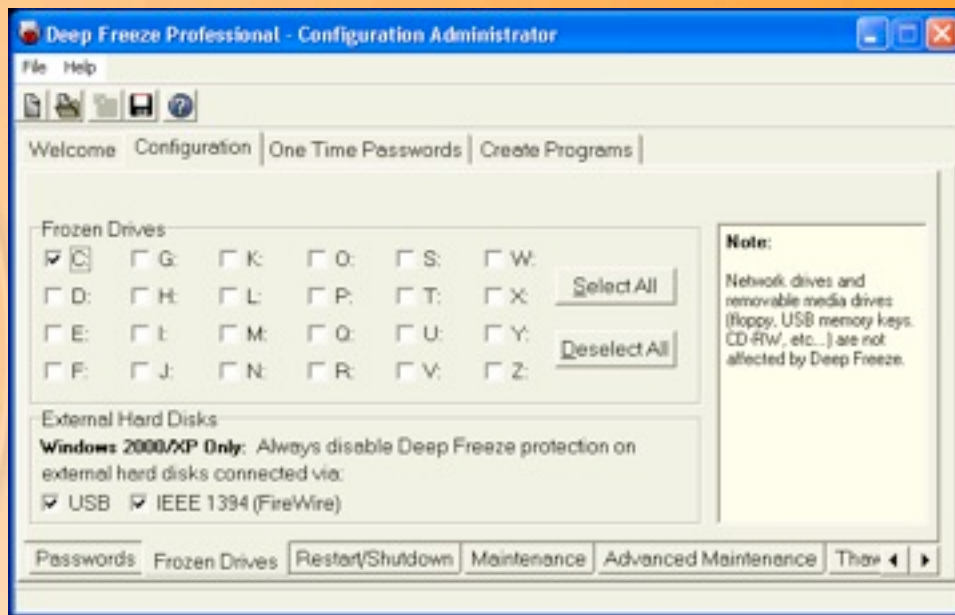 Deep Freeze Professional - Configuration Administrator
File Help
Welcome Configuration One Time Passwords Create Programs
Frozen Drives
C: G: K: O: S: W:
D: H: L: P: T: X:
E: I: M: Q: U: Y:
F: J: N: R: V: Z:
Select All
Deselect All
Note:
Network drives and
removable media drives
(floppy, USB memory keys,
CD-RW, etc...) are not
affected by Deep Freeze.
External Hard Disks
Windows 2000/XP Only: Always disable Deep Freeze protection on
external hard disks connected via:
USB IEEE 1394 (FireWire)
Passwords Frozen Drives Restart/Shutdown Maintenance Advanced Maintenance Thaw